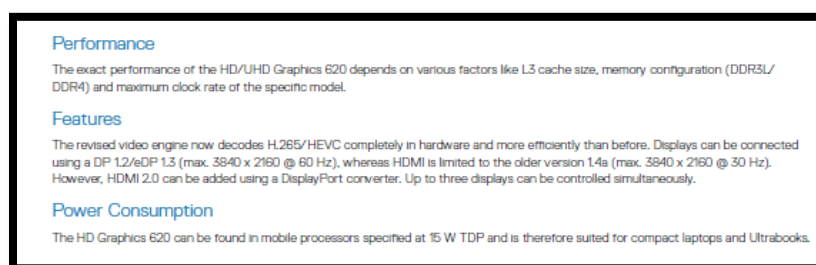 Performance
The exact performance of the HD/UHD Graphics 620 depends on various factors like L3 cache size, memory configuration (DDR3L/
DDR4) and maximum clock rate of the specific model.
Features
The revised video engine now decodes H.265/HEVC completely in hardware and more efficiently than before. Displays can be connected
using a DP 1.2/eDP 1.3 (max. 3840 x 2160 @ 60 Hz), whereas HDMI is limited to the older version 1.4a (max. 3840 x 2160 @ 30 Hz).
However, HDMI 2.0 can be added using a DisplayPort converter. Up to three displays can be controlled simultaneously.
Power Consumption
The HD Graphics 620 can be found in mobile processors specified at 15 W TDP and is therefore suited for compact laptops and Ultrabooks.